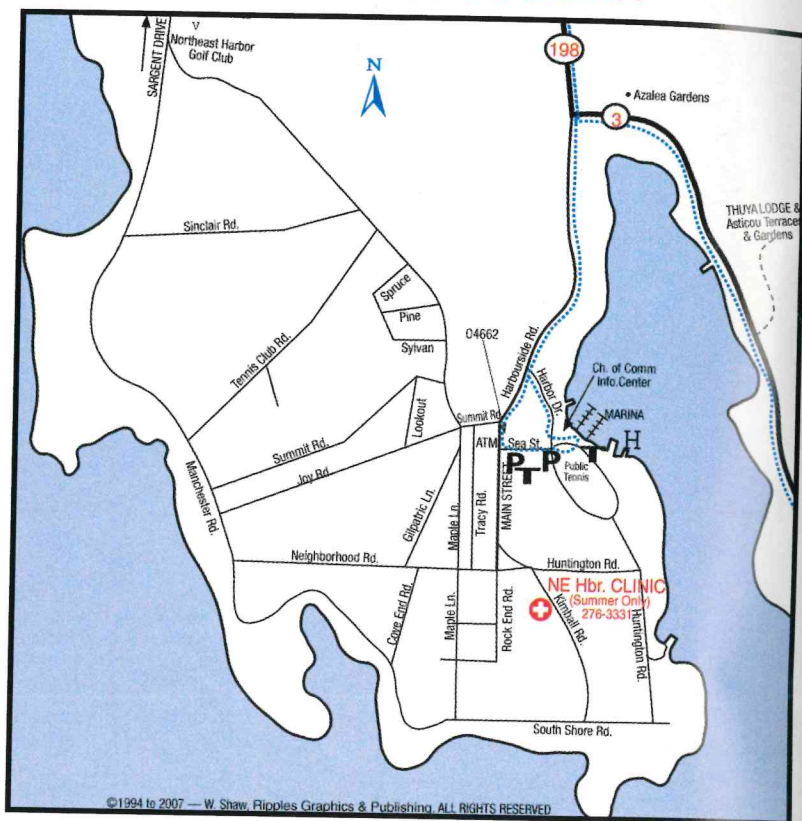 SARGENT DRIVE
V
Northeast Harbor
Golf Club
N
198
Azalea Gardens
3
THUYA LODGE &
Asticou Terraces
& Gardens
Sinclair Rd.
Spruce
Pine
Sylvan
Tennis Club Rd.
04662
Harbourside Rd.
Harbor Dr.
Ch. of Comm
Info. Center
MARINA
H
Lookout
Summit Rd
ATM
Sea St.
P
T
P
T
Public
Tennis
Summit Rd.
Joy Rd
Manchester Rd.
Gilpatric Ln.
Maple Ln.
Tracy Rd.
MAIN STREET
Neighborhood Rd.
Huntington Rd.
NE Hbr. CLINIC
(Summer Only)
276-3331
Cove End Rd.
Maple Ln.
Rock End Rd.
Kimball Rd.
Huntington Rd.
South Shore Rd.
©1994 to 2007 — W. Shaw, Ripples Graphics & Publishing, ALL RIGHTS RESERVED